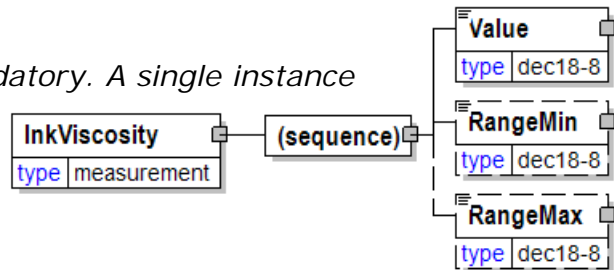 datory. A single instance
InkViscosity
type measurement
(sequence)
Value
type dec18-8
RangeMin
type dec18-8
RangeMax
type dec18-8